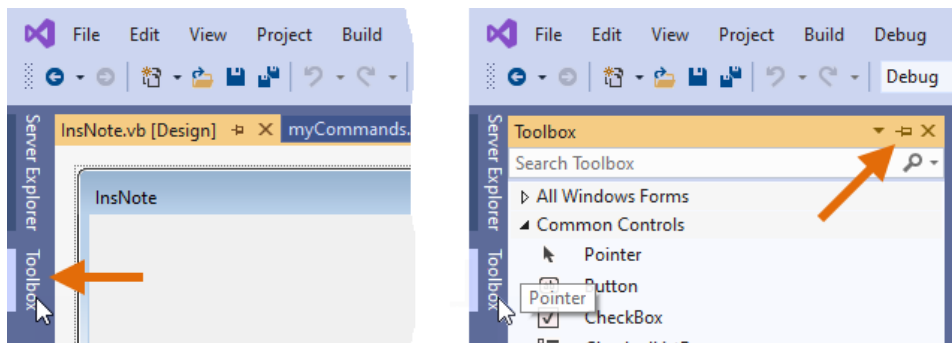 File Edit View Project Build
Server Explorer
Toolbox
InsNote.vb [Design]
myCommands.
InsNote
File Edit View Project Build Debug
Debug
Server Explorer
Toolbox
Toolbox
Search Toolbox
All Windows Forms
Common Controls
Pointer
Button
Pointer
CheckBox